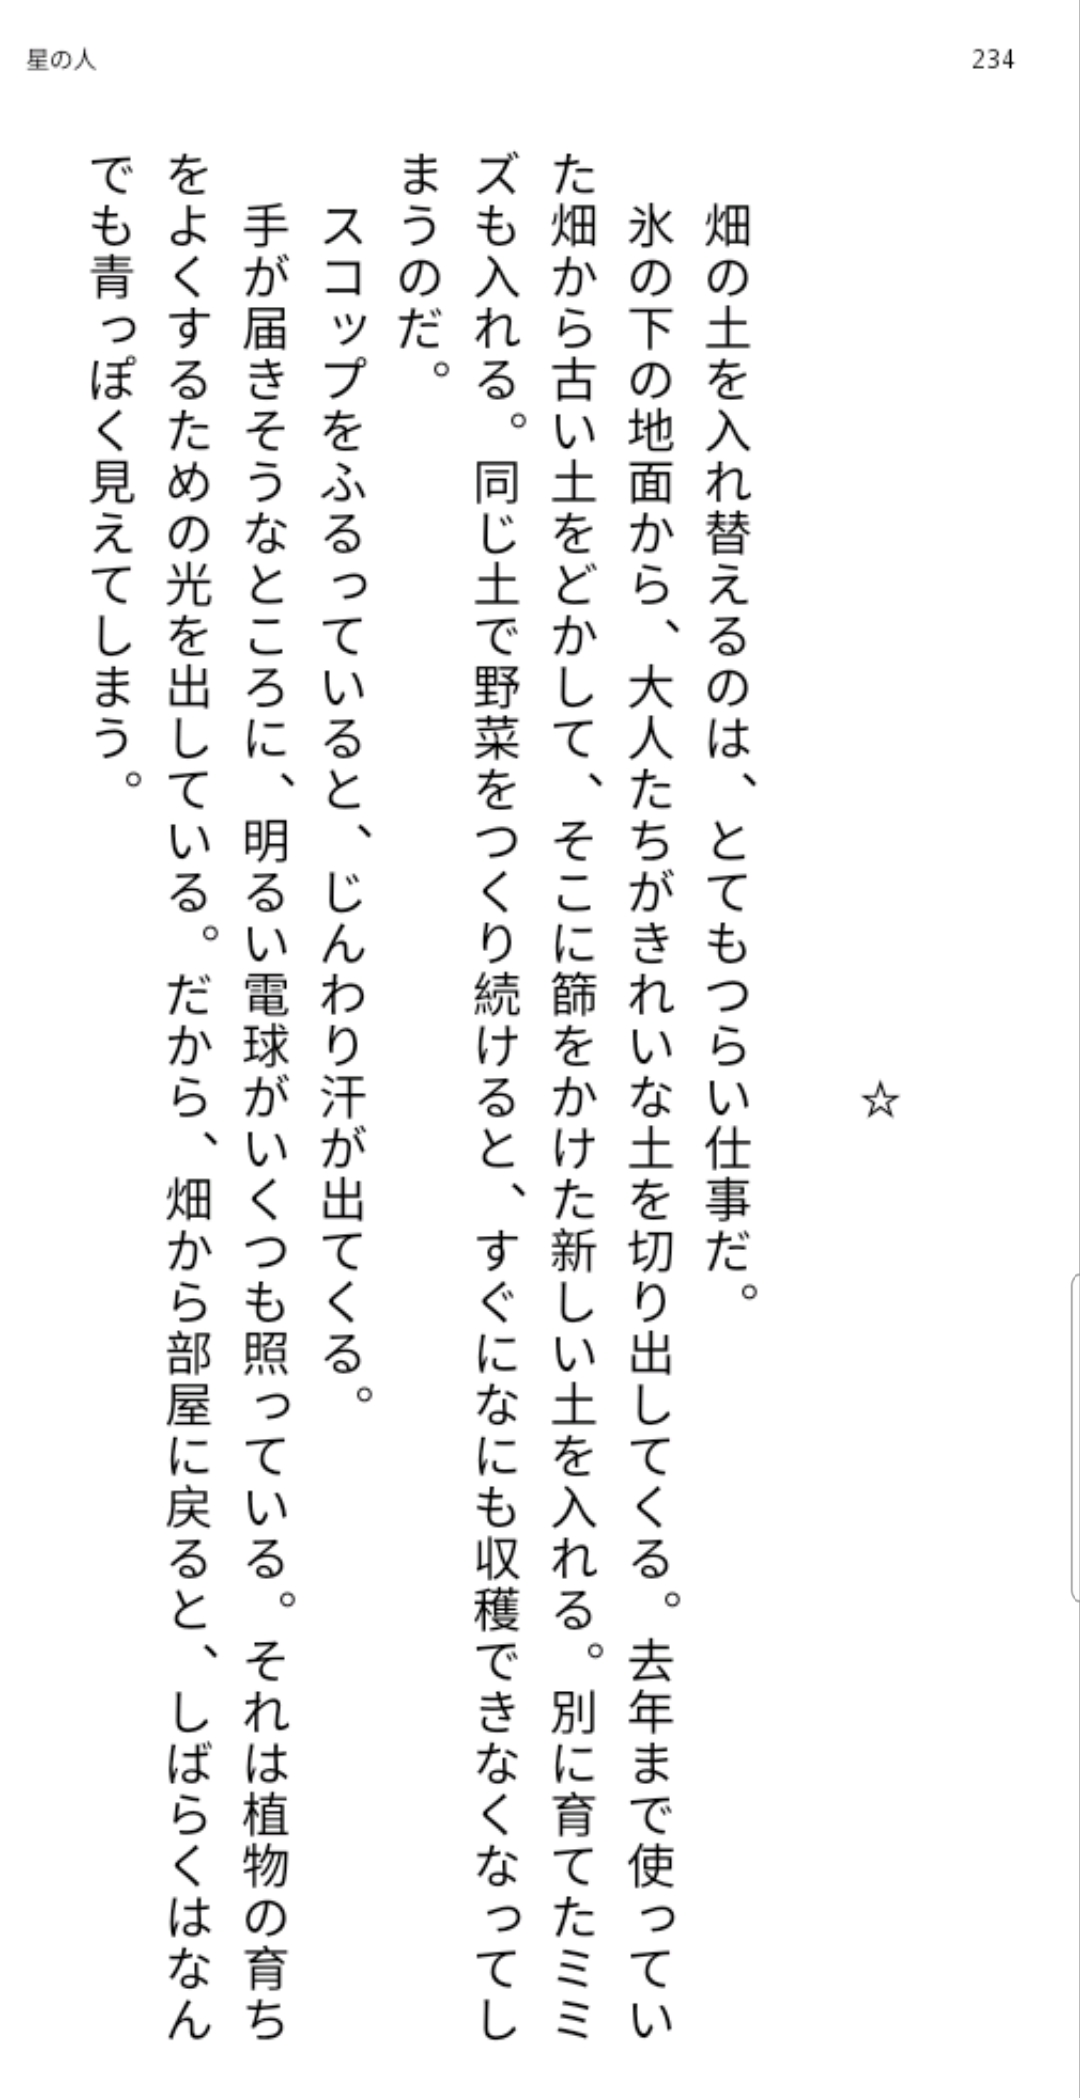 星の人
234
☆
畑の土を入れ替えるのは、とてもつらい仕事だ。
氷の下の地面から、大人たちがきれいな土を切り出してくる。去年まで使ってい
た畑から古い土をどかして、そこに篩をかけた新しい土を入れる。別に育てたミミ
ズも入れる。同じ土で野菜をつくり続けると、すぐになにも収穫できなくなってし
まうのだ。
スコップをふるっていると、じんわり汗が出てくる。
手が届きそうなところに、明るい電球がいくつも照っている。それは植物の育ち
をよくするための光を出している。だから、畑から部屋に戻ると、しばらくはなん
でも青っぽく見えてしまう。